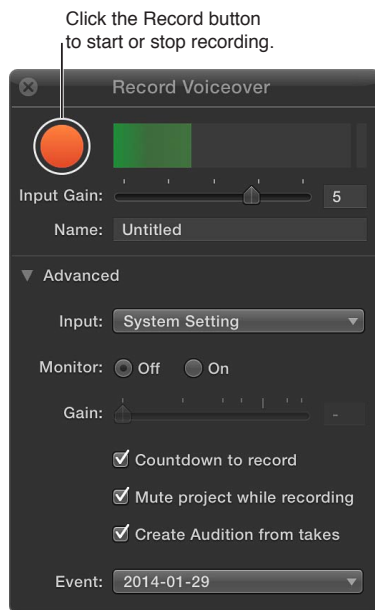 Click the Record button
to start or stop recording.
Record Voiceover
Input Gain: 5
Name: Untitled
Advanced
Input: System Setting
Monitor: Off On
Gain: -
Countdown to record
Mute project while recording
Create Audition from takes
Event: 2014-01-29